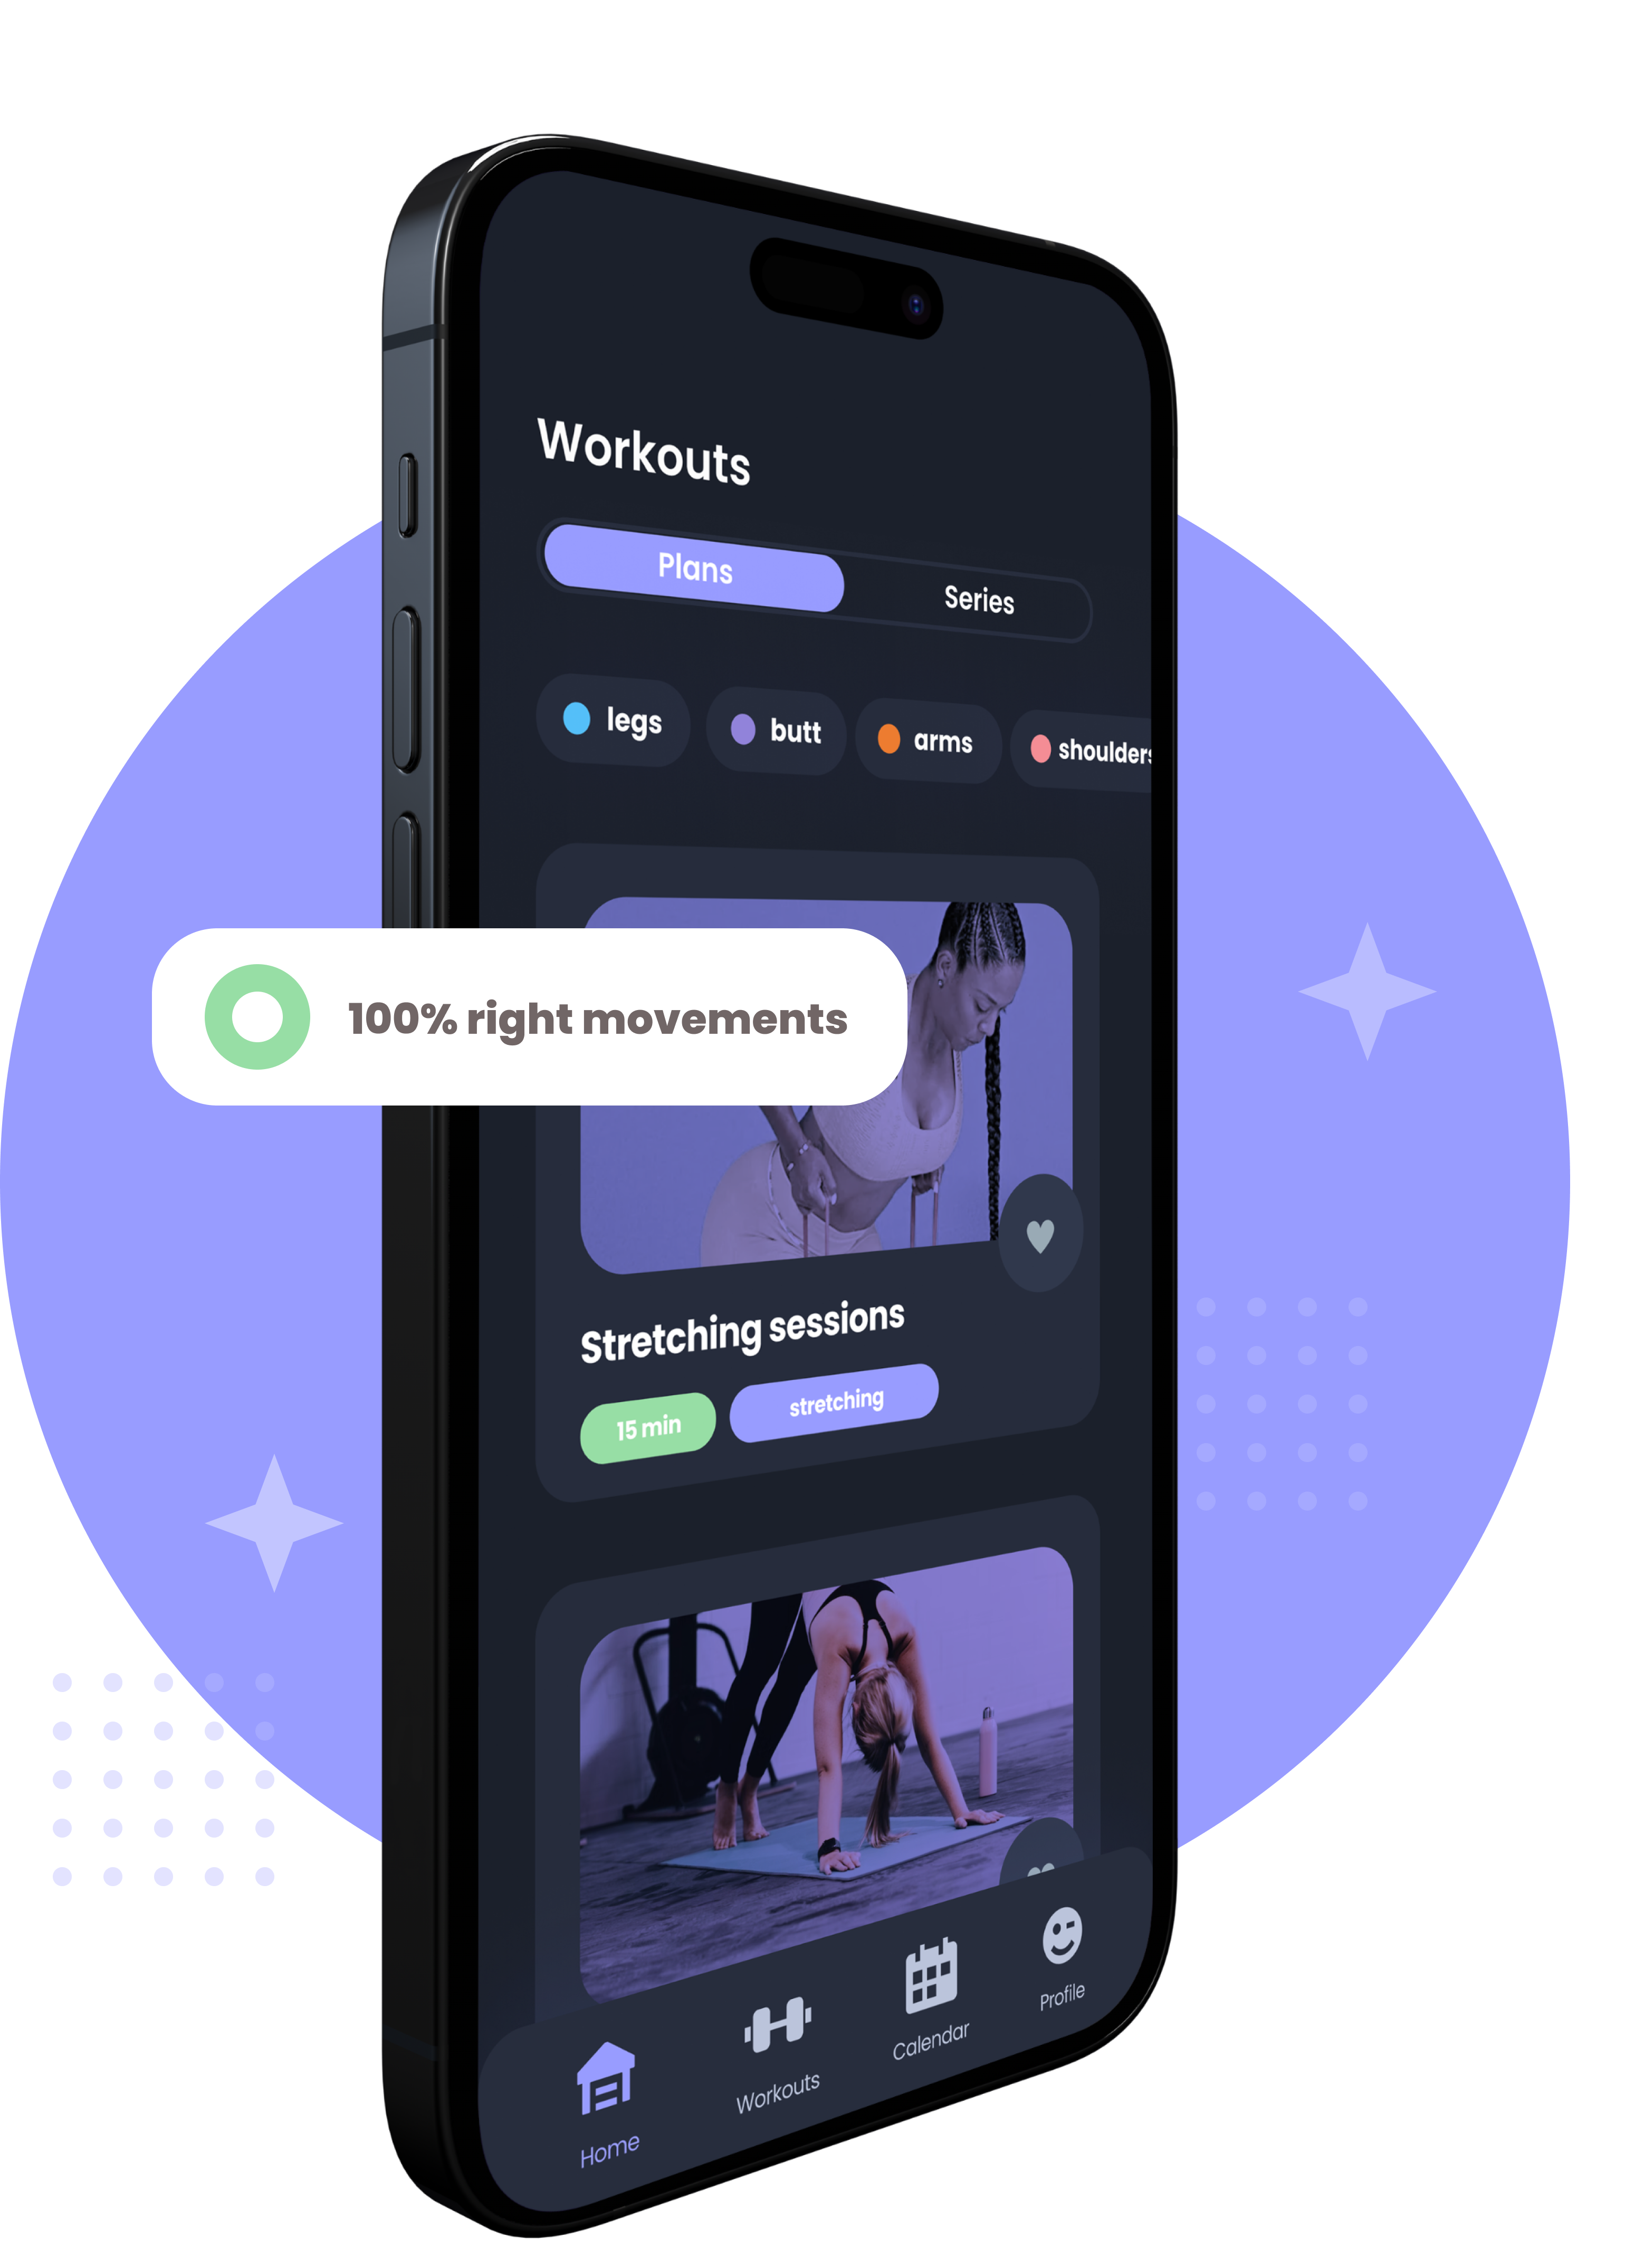 Workouts
Plans
Series
legs
butt
arms
shoulders
100% right movements
Stretching sessions
15 min
stretching
Home
Workouts
Calendar
Profile